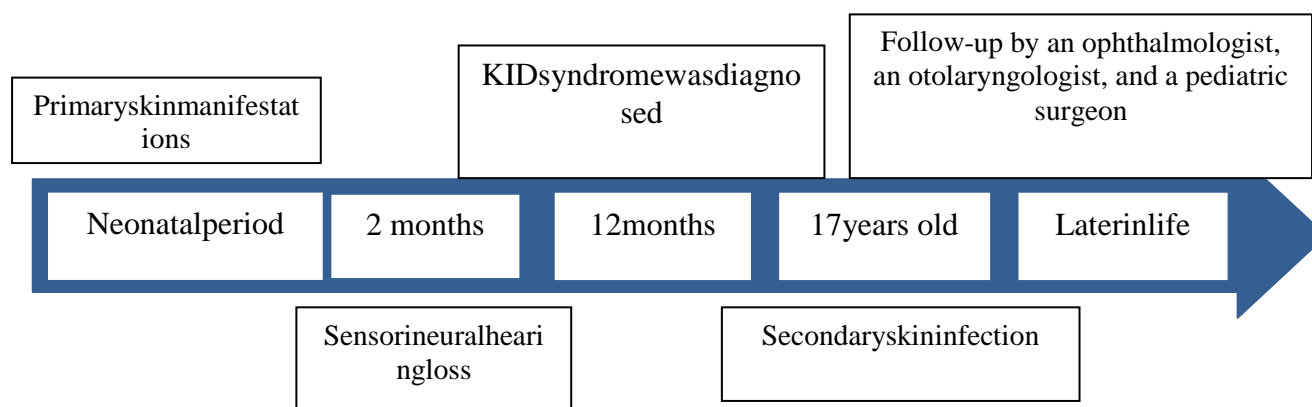 Follow-up by an ophthalmologist,
an otolaryngologist, and a pediatric
surgeon
KIDsyndromewasdiagno
sed
Primaryskinmanifestat
ions
Neonatalperiod
2 months
12months
17years old
Laterinlife
Sensorineuralheari
ngloss
Secondaryskininfection